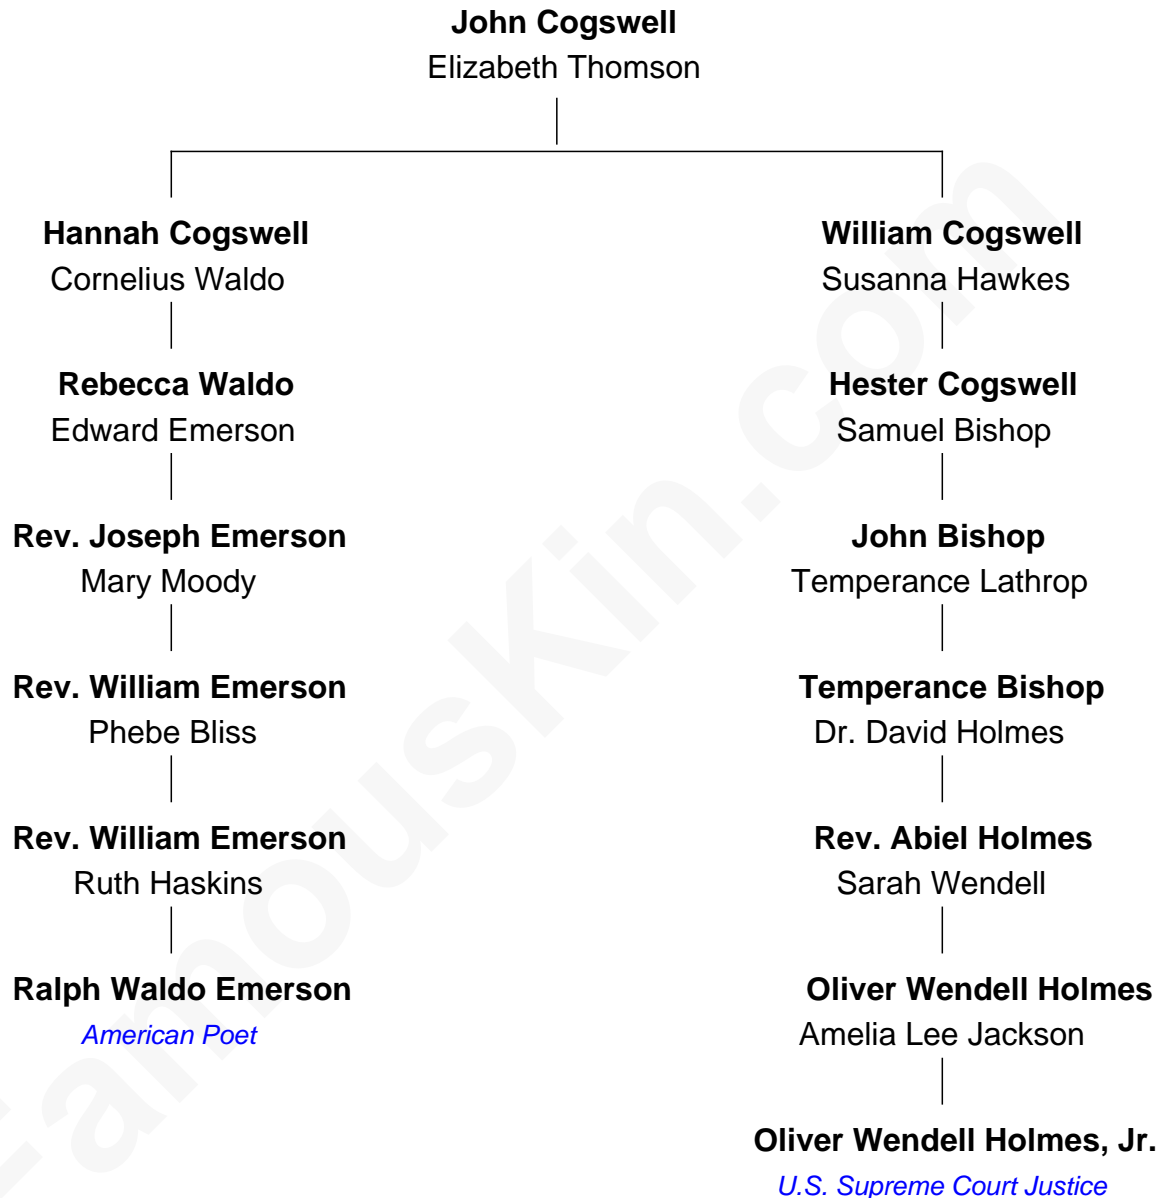 John Cogswell
Elizabeth Thomson
Hannah Cogswell
Cornelius Waldo
William Cogswell
Susanna Hawkes
Rebecca Waldo
Edward Emerson
Hester Cogswell
Samuel Bishop
Rev. Joseph Emerson
Mary Moody
John Bishop
Temperance Lathrop
Rev. William Emerson
Phebe Bliss
Temperance Bishop
Dr. David Holmes
Rev. William Emerson
Ruth Haskins
Rev. Abiel Holmes
Sarah Wendell
Ralph Waldo Emerson
American Poet
Oliver Wendell Holmes
Amelia Lee Jackson
Oliver Wendell Holmes, Jr.
U.S. Supreme Court Justice
FamousKin.com